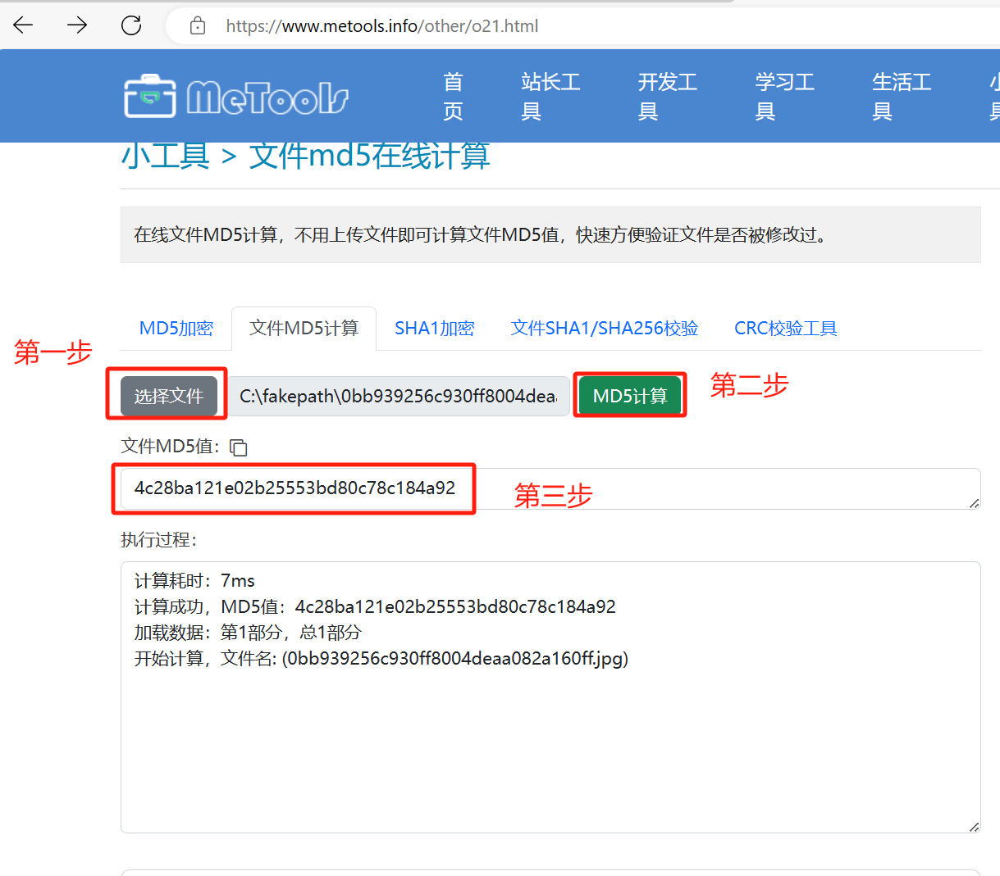 https://www.metools.info/other/o21.html
MeTools
首页
站长工具
开发工具
学习工具
生活工具
小工具 > 文件md5在线计算
在线文件MD5计算，不用上传文件即可计算文件MD5值，快速方便验证文件是否被修改过。
MD5加密
文件MD5计算
SHA1加密
文件SHA1/SHA256校验
CRC校验工具
第一步
选择文件
C:\fakepath\0bb939256c930ff8004dea
MD5计算
第二步
文件MD5值：
4c28ba121e02b25553bd80c78c184a92
第三步
执行过程：
计算耗时：7ms
计算成功，MD5值：4c28ba121e02b25553bd80c78c184a92
加载数据：第1部分，总1部分
开始计算，文件名: (0bb939256c930ff8004deaa082a160ff.jpg)